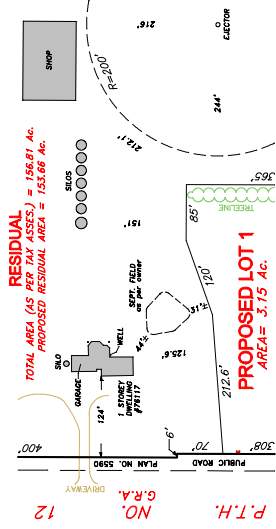 SHOP
R=200'
216'
EJECTOR
244'
212.1'
RESIDUAL
TOTAL AREA (AS PER TAX ASSES.) = 156.81 Ac.
PROPOSED RESIDUAL AREA = 153.66 Ac.
SILOS
151'
365'
TREELINE
85'
120'
SEPT. FIELD
as per owner
31'±
44'±
125.6'
PROPOSED LOT 1
AREA= 3.15 Ac.
212.6'
SILO
WELL
GARAGE
1 STOREY
DWELLING
#76117
124'
6'
70'
308'
400'
PLAN NO. 5590
PUBLIC ROAD
DRIVEWAY
G.R.A.
P.T.H.
NO.
12